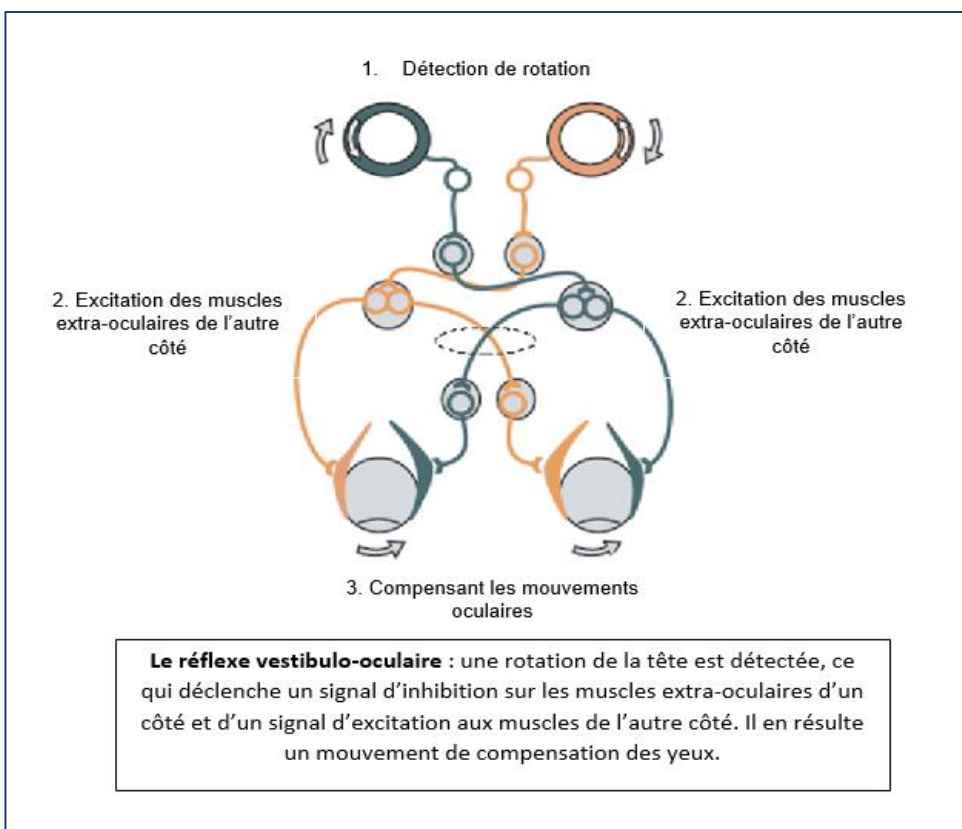 1. Détection de rotation
2. Excitation des muscles
extra-oculaires de l'autre
côté
2. Excitation des muscles
extra-oculaires de l'autre
côté
3. Compensant les mouvements
oculaires
Le réflexe vestibulo-oculaire : une rotation de la tête est détectée, ce
qui déclenche un signal d'inhibition sur les muscles extra-oculaires d'un
côté et d'un signal d'excitation aux muscles de l'autre côté. Il en résulte
un mouvement de compensation des yeux.